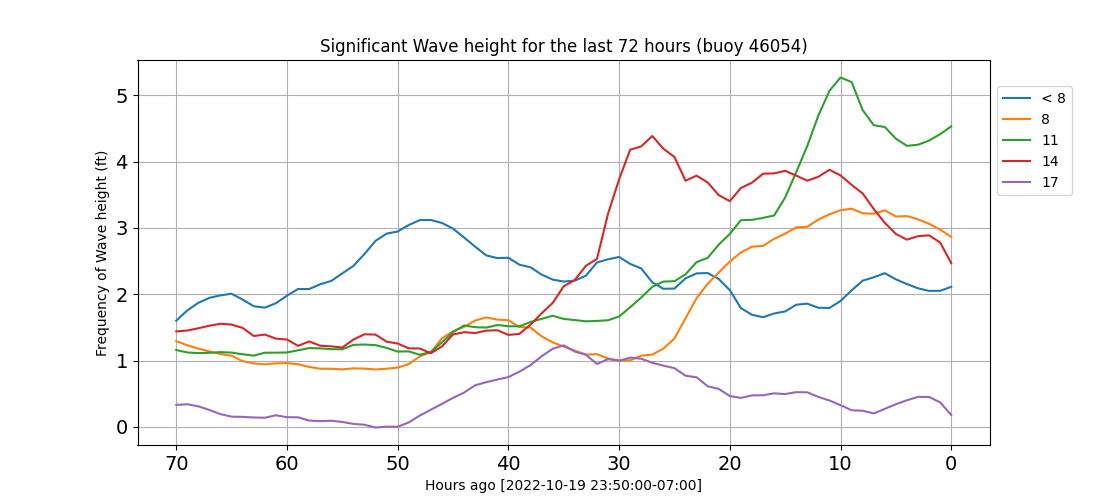 Significant Wave height for the last 72 hours (buoy 46054)
Frequency of Wave height (ft)
5
4
3
2
1
0
70 60 50 40 30 20 10 0
Hours ago [2022-10-19 23:50:00-07:00]
< 8
8
11
14
17